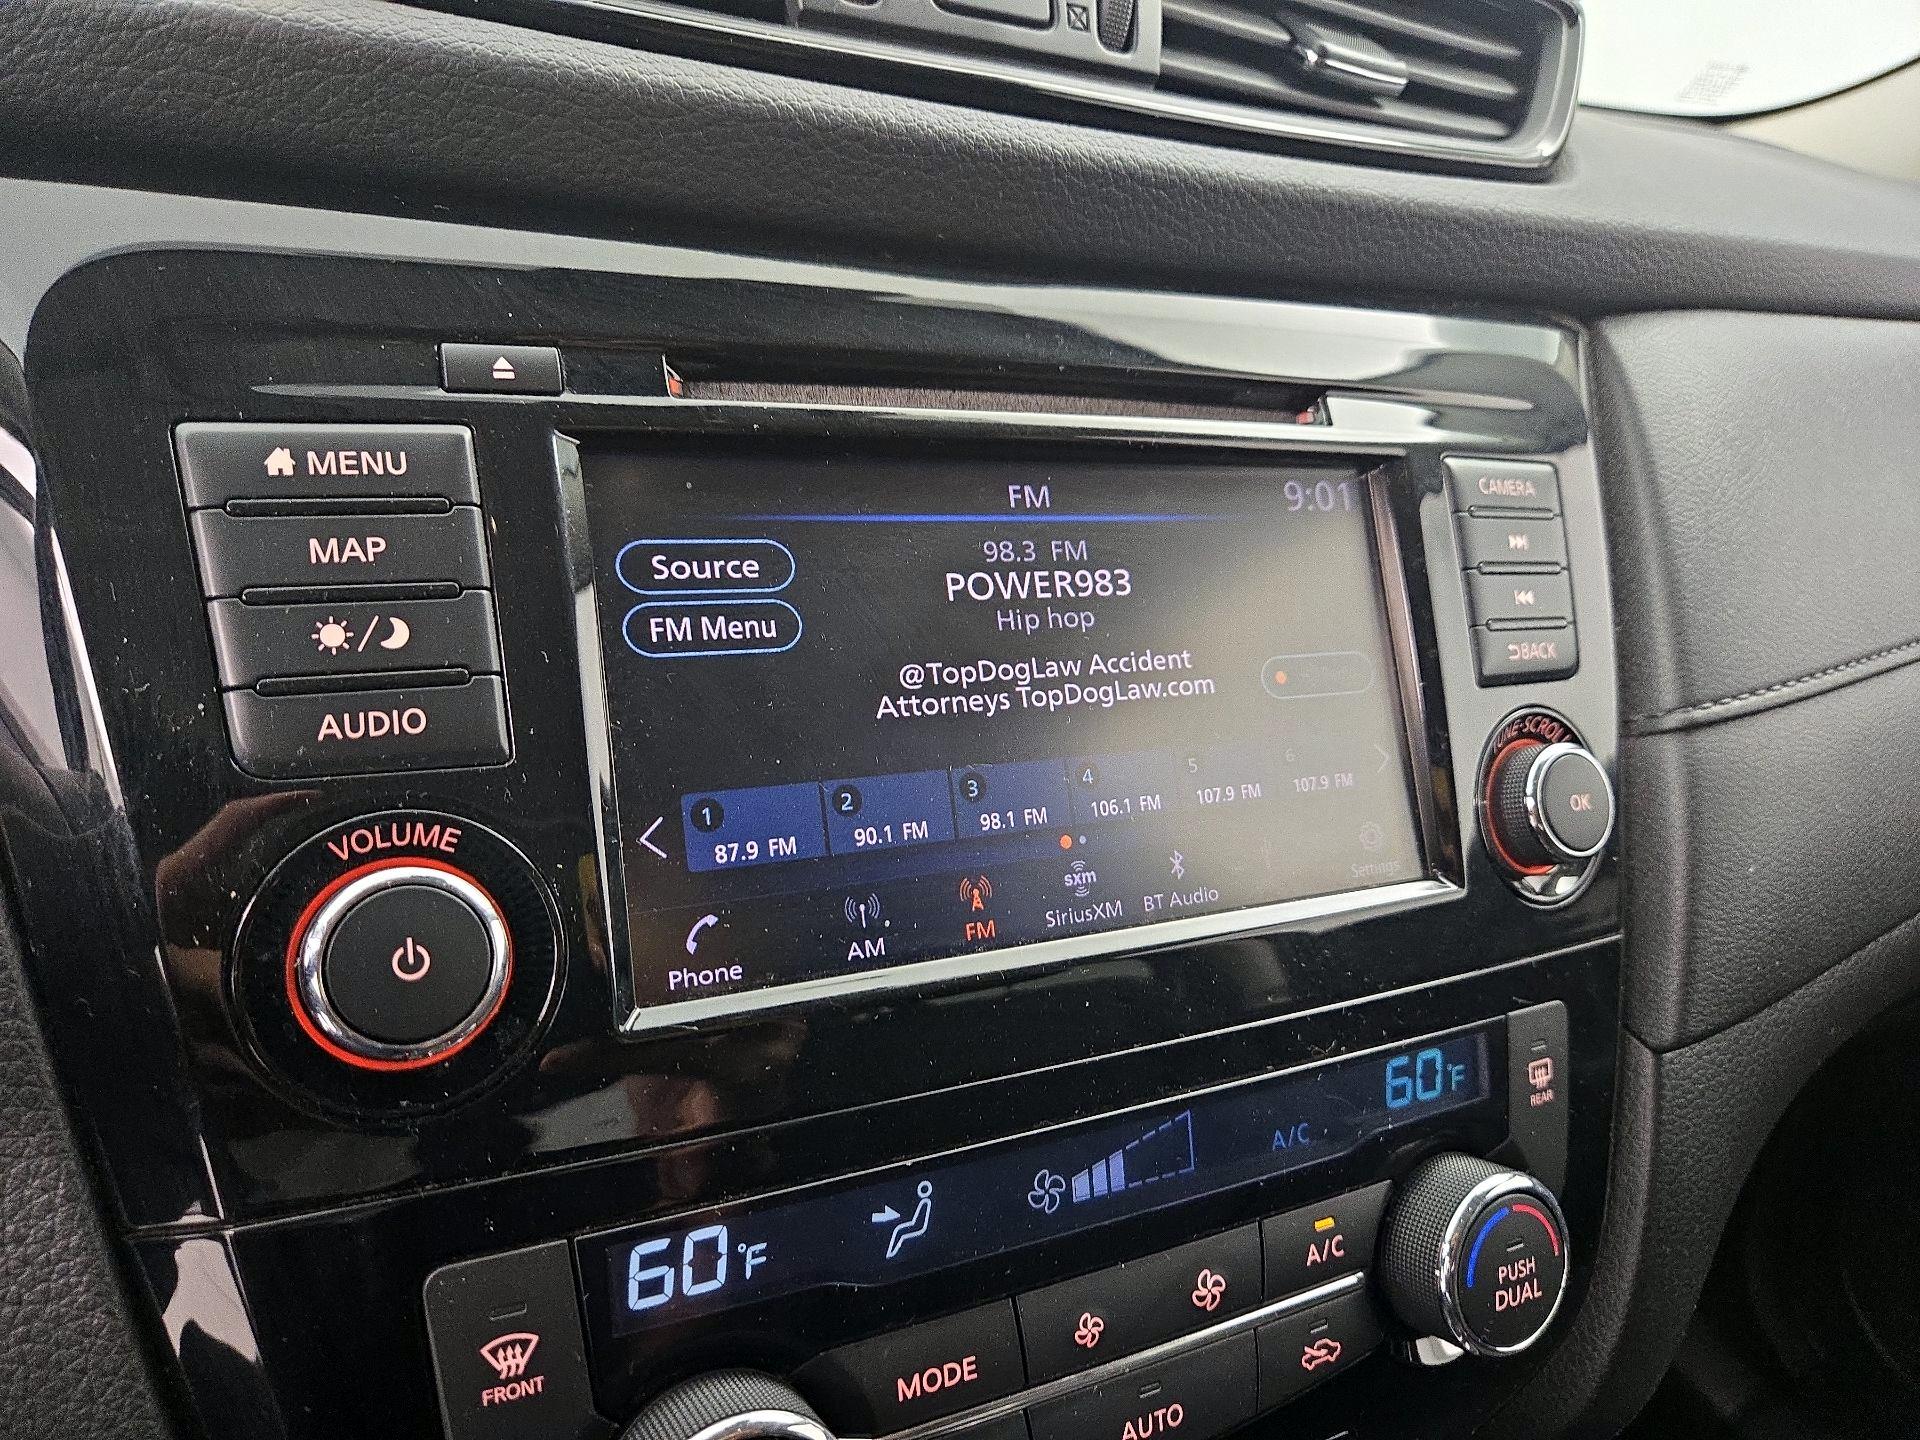 MENU
MAP
AUDIO
VOLUME
FM
9:01
Source
FM Menu
98.3 FM
POWER983
Hip hop
@TopDogLaw Accident
Attorneys TopDogLaw.com
1
87.9 FM
2
90.1 FM
3
98.1 FM
4
106.1 FM
5
107.9 FM
6
107.9 FM
Phone
AM
FM
sxm
SiriusXM
BT Audio
Settings
CAMERA
BACK
TUNE-SCROLL
OK
60°F
A/C
60°F
REAR
FRONT
MODE
A/C
AUTO
PUSH
DUAL